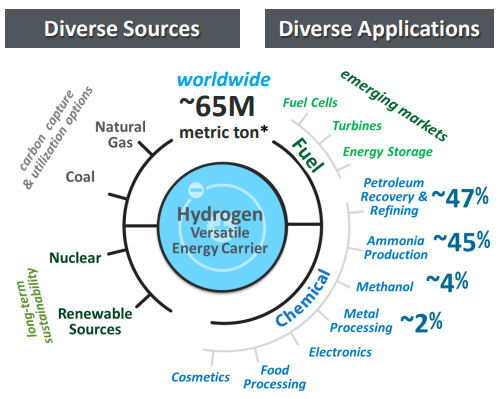 Diverse Sources
Diverse Applications
worldwide
~65M
metric ton*
carbon capture
& utilization options
Natural
Gas
Coal
Nuclear
Renewable
Sources
long-term
sustainability
Hydrogen
Versatile
Energy Carrier
Fuel
emerging markets
Fuel Cells
Turbines
Energy Storage
Chemical
Petroleum
Recovery &
Refining
~47%
Ammonia
Production
~45%
Methanol
~4%
Metal
Processing
~2%
Electronics
Food
Processing
Cosmetics